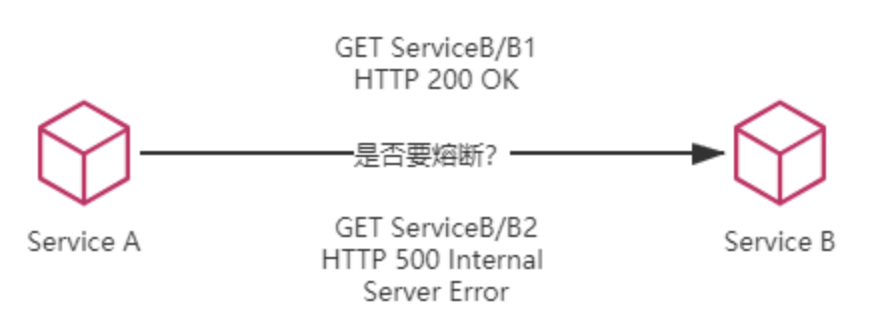 GET ServiceB/B1
HTTP 200 OK
是否要熔断?
GET ServiceB/B2
HTTP 500 Internal
Server Error
Service A
Service B